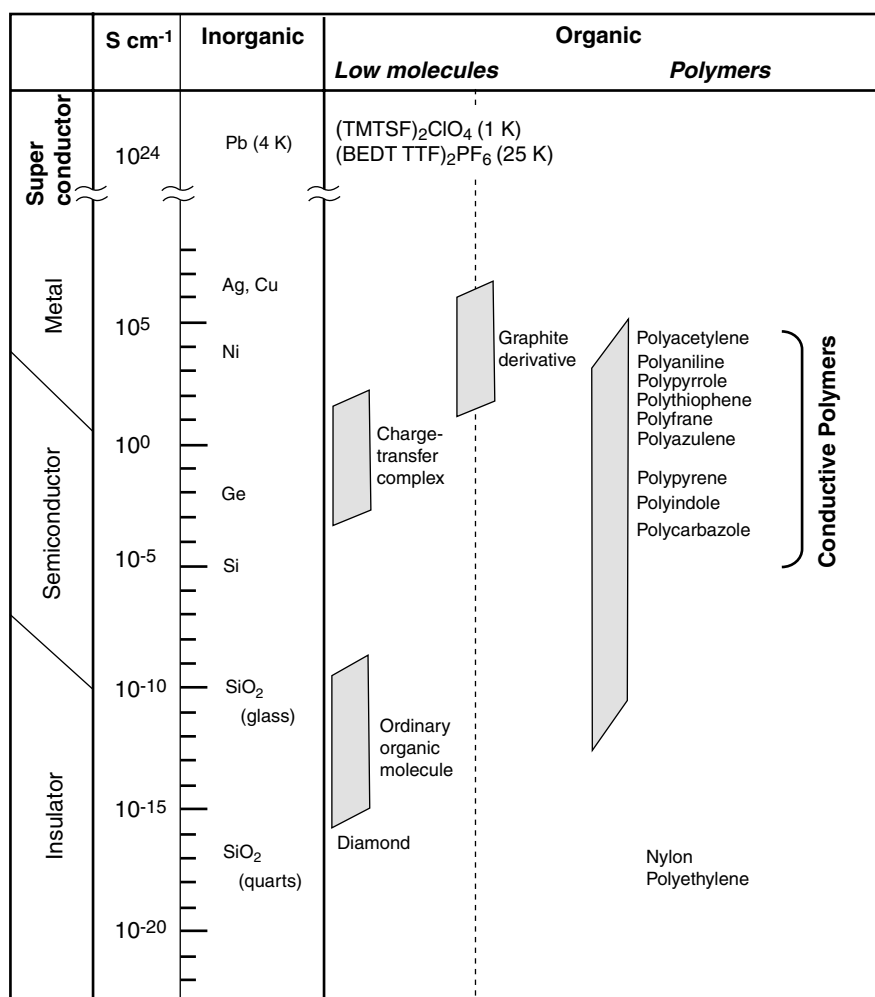 S cm-1
Inorganic
Organic
Low molecules
Polymers
Super
conductor
10^24
Pb (4 K)
(TMTSF)2ClO4 (1 K)
(BEDT TTF)2PF6 (25 K)
Metal
Ag, Cu
10^5
Ni
Graphite
derivative
Polyacetylene
Polyaniline
Polypyrrole
Polythiophene
Polyfrane
Polyazulene
Polypyrene
Polyindole
Polycarbazole
Conductive Polymers
Semiconductor
10^0
Charge-
transfer
complex
Ge
10^-5
Si
Insulator
10^-10
SiO2
(glass)
Ordinary
organic
molecule
10^-15
Diamond
SiO2
(quarts)
Nylon
Polyethylene
10^-20